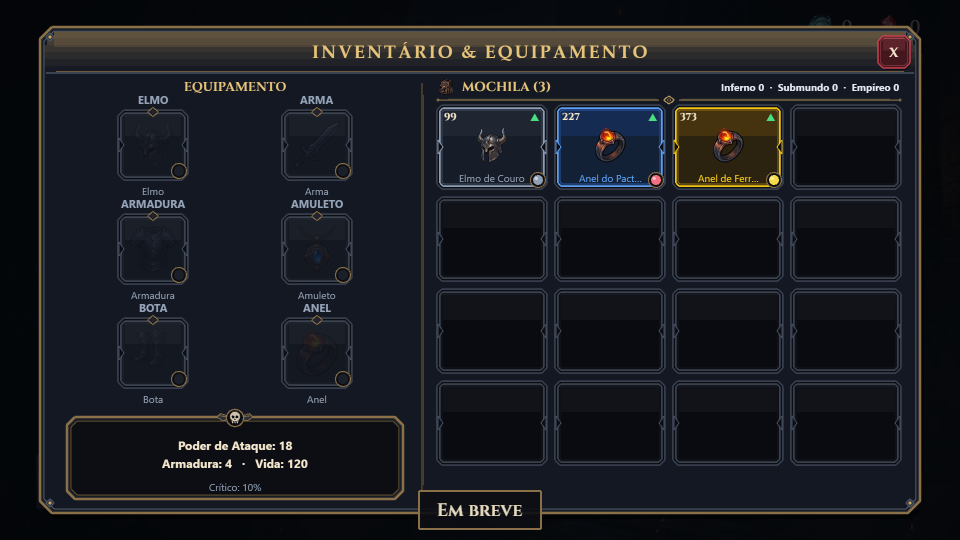 INVENTÁRIO & EQUIPAMENTO
X
EQUIPAMENTO
ELMO
ARMA
Elmo
Arma
ARMADURA
AMULETO
Armadura
Amuleto
BOTA
ANEL
Bota
Anel
Poder de Ataque: 18
Armadura: 4 · Vida: 120
Crítico: 10%
MOCHILA (3)
Inferno 0 · Submundo 0 · Empíreo 0
99
227
373
Elmo de Couro
Anel do Pact...
Anel de Ferr...
EM BREVE